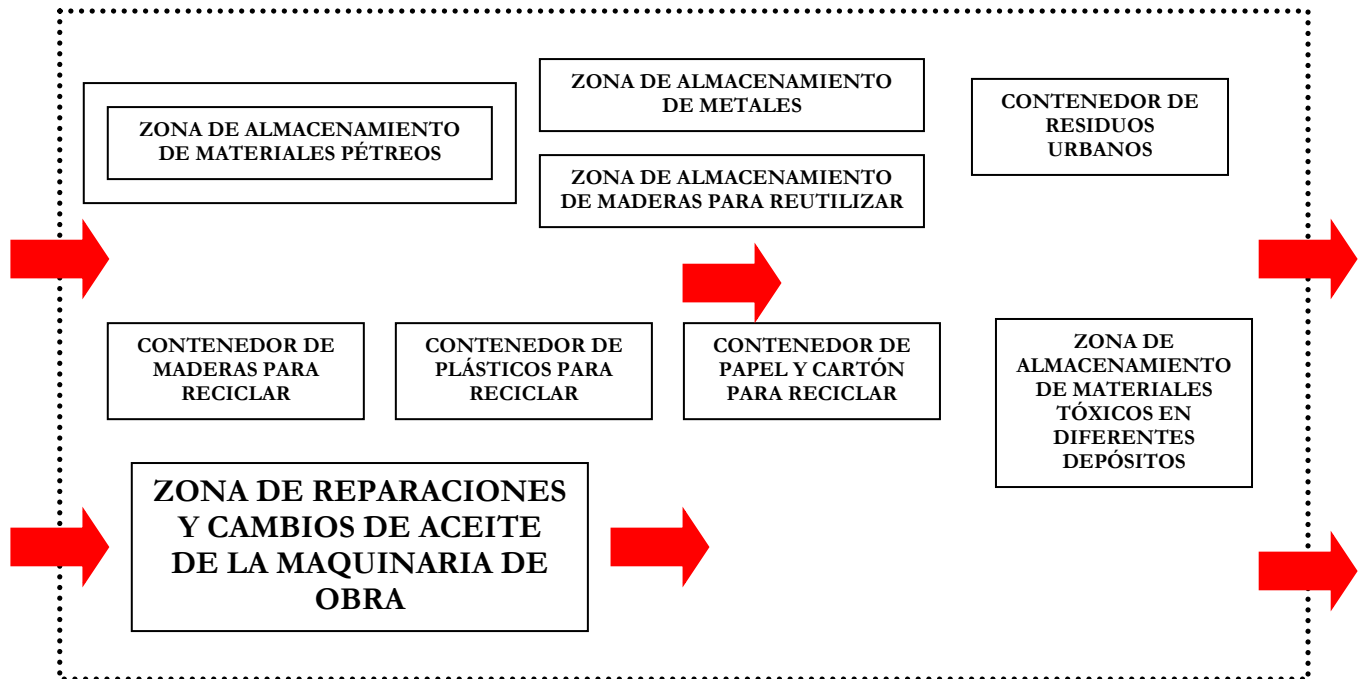 ZONA DE ALMACENAMIENTO
DE MATERIALES PÉTREOS
ZONA DE ALMACENAMIENTO
DE METALES
ZONA DE ALMACENAMIENTO
DE MADERAS PARA REUTILIZAR
CONTENEDOR DE
RESIDUOS
URBANOS
CONTENEDOR DE
MADERAS PARA
RECICLAR
CONTENEDOR DE
PLÁSTICOS PARA
RECICLAR
CONTENEDOR DE
PAPEL Y CARTÓN
PARA RECICLAR
ZONA DE
ALMACENAMIENTO
DE MATERIALES
TÓXICOS EN
DIFERENTES
DEPÓSITOS
ZONA DE REPARACIONES
Y CAMBIOS DE ACEITE
DE LA MAQUINARIA DE
OBRA